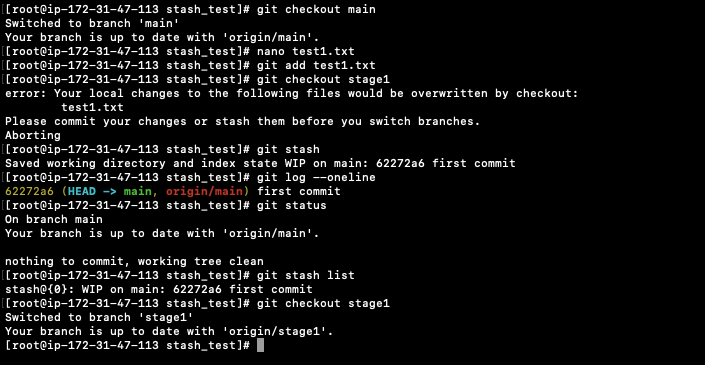 [root@ip-172-31-47-113 stash_test]# git checkout main
Switched to branch 'main'
Your branch is up to date with 'origin/main'.
[root@ip-172-31-47-113 stash_test]# nano test1.txt
[root@ip-172-31-47-113 stash_test]# git add test1.txt
[root@ip-172-31-47-113 stash_test]# git checkout stage1
error: Your local changes to the following files would be overwritten by checkout:
        test1.txt
Please commit your changes or stash them before you switch branches.
Aborting
[root@ip-172-31-47-113 stash_test]# git stash
Saved working directory and index state WIP on main: 62272a6 first commit
[root@ip-172-31-47-113 stash_test]# git log --oneline
62272a6 (HEAD -> main, origin/main) first commit
[root@ip-172-31-47-113 stash_test]# git status
On branch main
Your branch is up to date with 'origin/main'.

nothing to commit, working tree clean
[root@ip-172-31-47-113 stash_test]# git stash list
stash@{0}: WIP on main: 62272a6 first commit
[root@ip-172-31-47-113 stash_test]# git checkout stage1
Switched to branch 'stage1'
Your branch is up to date with 'origin/stage1'.
[root@ip-172-31-47-113 stash_test]#